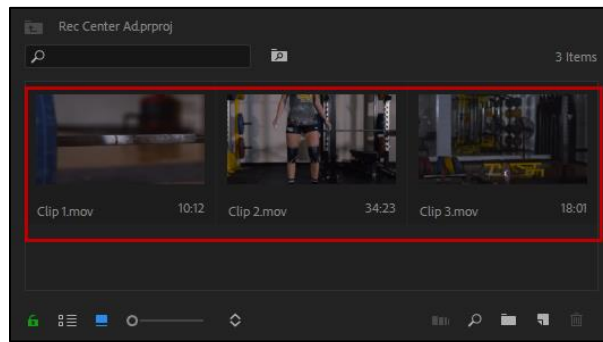 Rec Center Ad.prproj
3 Items
Clip 1.mov 10:12 Clip 2.mov 34:23 Clip 3.mov 18:01